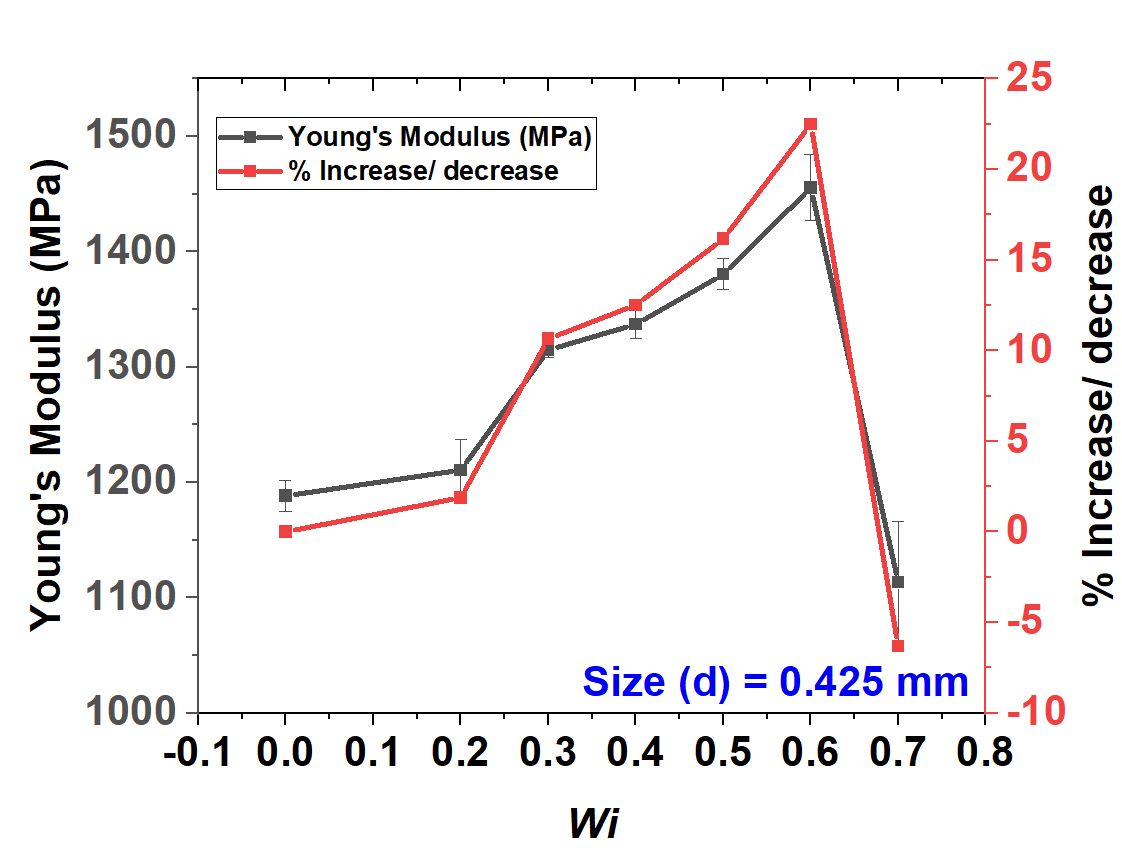 Young's Modulus (MPa)
% Increase/ decrease
1500
1400
1300
1200
1100
1000
Young's Modulus (MPa)
25
20
15
10
5
0
-5
-10
% Increase/ decrease
Size (d) = 0.425 mm
-0.1 0.0 0.1 0.2 0.3 0.4 0.5 0.6 0.7 0.8
Wi